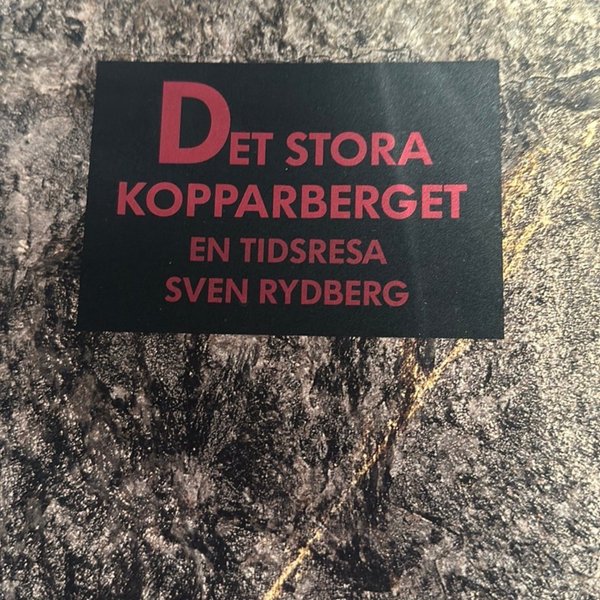 DET STORA
KOPPARBERGET
EN TIDSRESA
SVEN RYDBERG